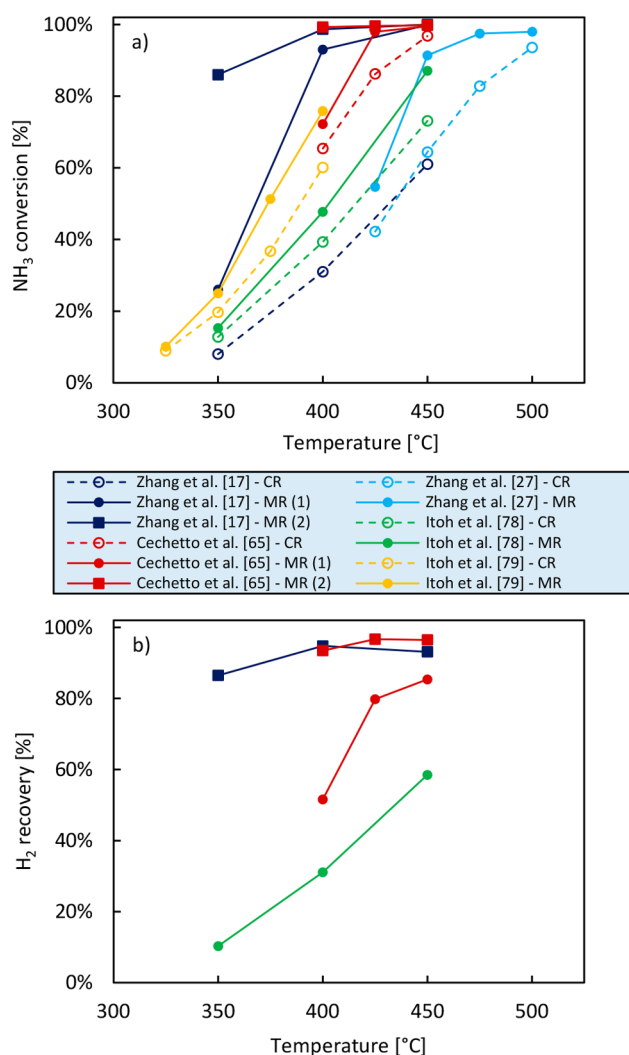 a)
100%
80%
60%
40%
20%
0%
NH₃ conversion [%]
300 350 400 450 500
Temperature [°C]
Zhang et al. [17] - CR
Zhang et al. [17] - MR (1)
Zhang et al. [17] - MR (2)
Cechetto et al. [65] - CR
Cechetto et al. [65] - MR (1)
Cechetto et al. [65] - MR (2)
Zhang et al. [27] - CR
Zhang et al. [27] - MR
Itoh et al. [78] - CR
Itoh et al. [78] - MR
Itoh et al. [79] - CR
Itoh et al. [79] - MR
b)
100%
80%
60%
40%
20%
0%
H₂ recovery [%]
300 350 400 450 500
Temperature [°C]